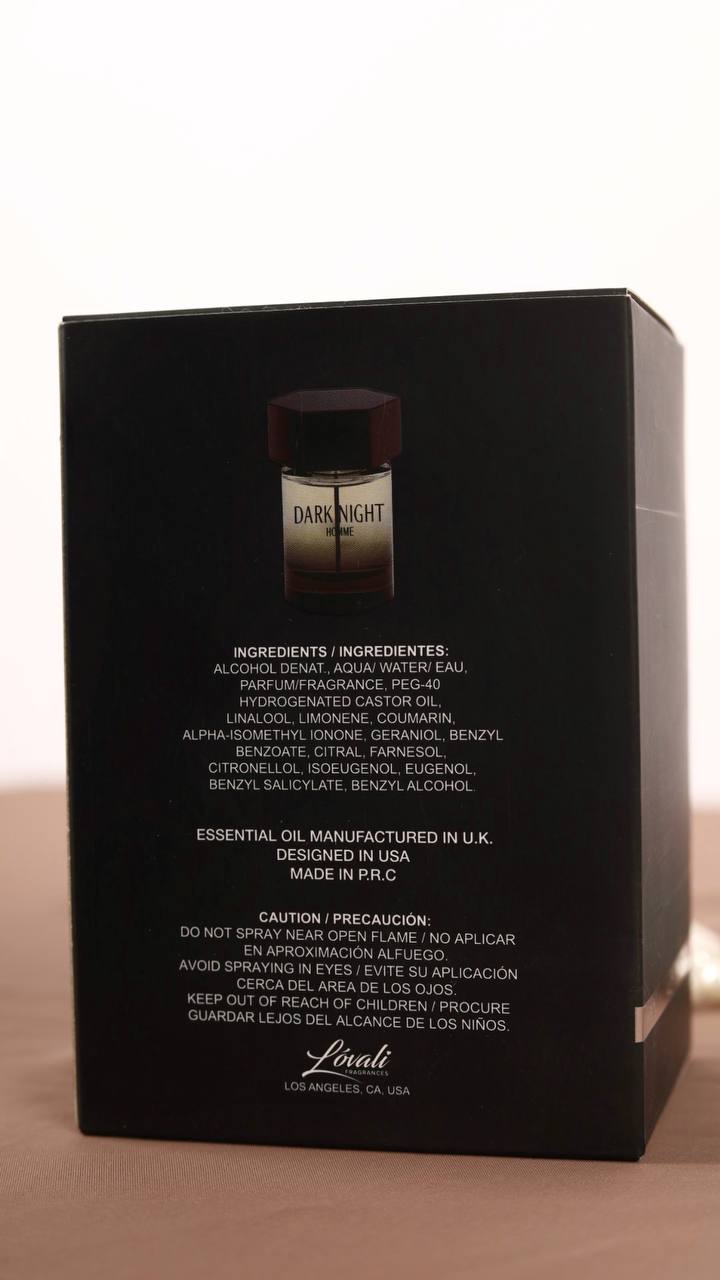 DARK NIGHT
HOMME
INGREDIENTS / INGREDIENTES:
ALCOHOL DENAT., AQUA/ WATER/ EAU,
PARFUM/FRAGRANCE, PEG-40
HYDROGENATED CASTOR OIL,
LINALOOL, LIMONENE, COUMARIN,
ALPHA-ISOMETHYL IONONE, GERANIOL, BENZYL
BENZOATE, CITRAL, FARNESOL,
CITRONELLOL, ISOEUGENOL, EUGENOL,
BENZYL SALICYLATE, BENZYL ALCOHOL.
ESSENTIAL OIL MANUFACTURED IN U.K.
DESIGNED IN USA
MADE IN P.R.C
CAUTION / PRECAUCIÓN:
DO NOT SPRAY NEAR OPEN FLAME / NO APLICAR
EN APROXIMACIÓN ALFUEGO.
AVOID SPRAYING IN EYES / EVITE SU APLICACIÓN
CERCA DEL AREA DE LOS OJOS.
KEEP OUT OF REACH OF CHILDREN / PROCURE
GUARDAR LEJOS DEL ALCANCE DE LOS NIÑOS.
Lóvali
FRAGRANCES
LOS ANGELES, CA, USA